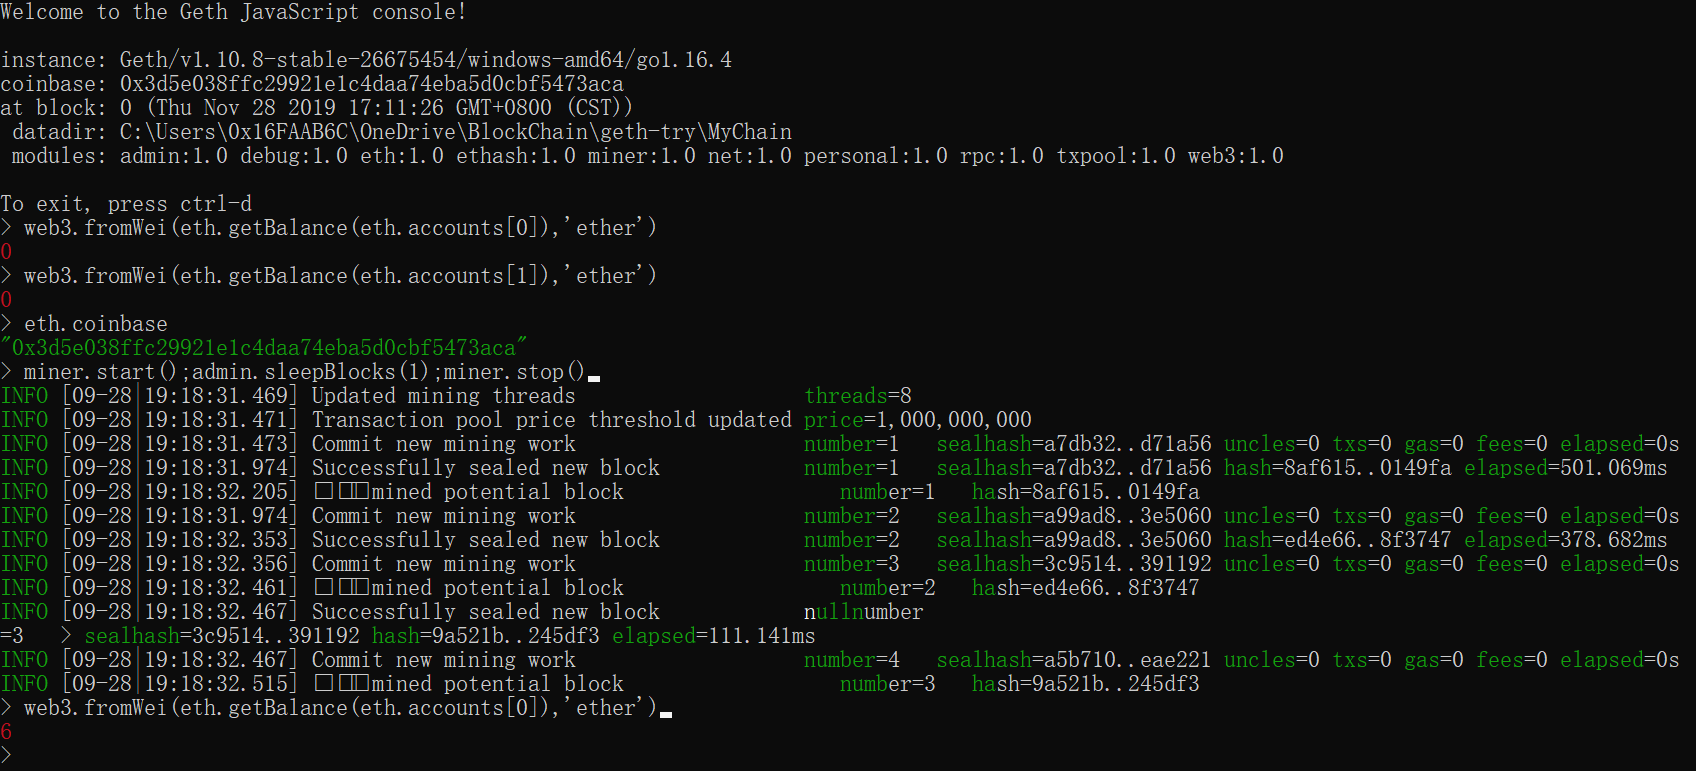 Welcome to the Geth JavaScript console!
instance: Geth/v1.10.8-stable-26675454/windows-amd64/go1.16.4
coinbase: 0x3d5e038ffc29921e1c4daa74eba5d0cbf5473aca
at block: 0 (Thu Nov 28 2019 17:11:26 GMT+0800 (CST))
 datadir: C:\Users\0x16FAAB6C\OneDrive\BlockChain\geth-try\MyChain
 modules: admin:1.0 debug:1.0 eth:1.0 ethash:1.0 miner:1.0 net:1.0 personal:1.0 rpc:1.0 txpool:1.0 web3:1.0
To exit, press ctrl-d
> web3.fromWei(eth.getBalance(eth.accounts[0]),'ether')
0
> web3.fromWei(eth.getBalance(eth.accounts[1]),'ether')
0
> eth.coinbase
"0x3d5e038ffc29921e1c4daa74eba5d0cbf5473aca"
> miner.start();admin.sleepBlocks(1);miner.stop()
INFO [09-28|19:18:31.469] Updated mining threads threads=8
INFO [09-28|19:18:31.471] Transaction pool price threshold updated price=1,000,000,000
INFO [09-28|19:18:31.473] Commit new mining work number=1 sealhash=a7db32..d71a56 uncles=0 txs=0 gas=0 fees=0 elapsed=0s
INFO [09-28|19:18:31.974] Successfully sealed new block number=1 sealhash=a7db32..d71a56 hash=8af615..0149fa elapsed=501.069ms
INFO [09-28|19:18:32.205] □□□□mined potential block number=1 hash=8af615..0149fa
INFO [09-28|19:18:31.974] Commit new mining work number=2 sealhash=a99ad8..3e5060 uncles=0 txs=0 gas=0 fees=0 elapsed=0s
INFO [09-28|19:18:32.353] Successfully sealed new block number=2 sealhash=a99ad8..3e5060 hash=ed4e66..8f3747 elapsed=378.682ms
INFO [09-28|19:18:32.356] Commit new mining work number=3 sealhash=3c9514..391192 uncles=0 txs=0 gas=0 fees=0 elapsed=0s
INFO [09-28|19:18:32.461] □□□□mined potential block number=2 hash=ed4e66..8f3747
INFO [09-28|19:18:32.467] Successfully sealed new block nullnumber
=3 > sealhash=3c9514..391192 hash=9a521b..245df3 elapsed=111.141ms
INFO [09-28|19:18:32.467] Commit new mining work number=4 sealhash=a5b710..eae221 uncles=0 txs=0 gas=0 fees=0 elapsed=0s
INFO [09-28|19:18:32.515] □□□□mined potential block number=3 hash=9a521b..245df3
> web3.fromWei(eth.getBalance(eth.accounts[0]),'ether')
6
>